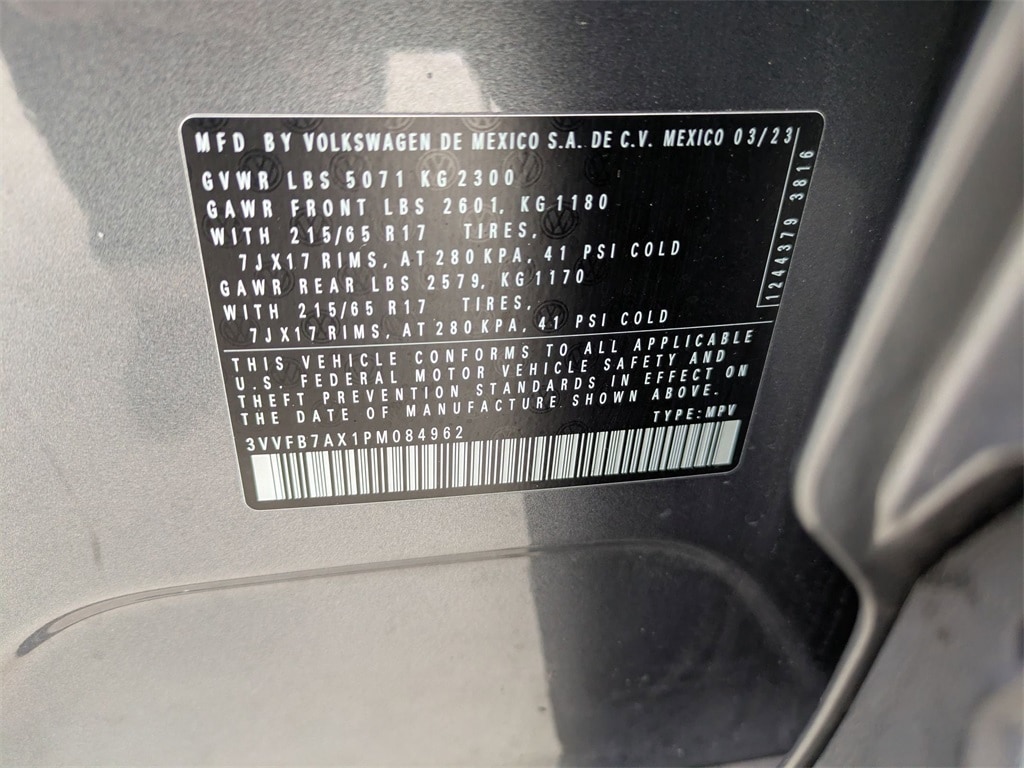 MFD BY VOLKSWAGEN DE MEXICO S.A. DE C.V. MEXICO 03/23
GVWR LBS 5071 KG 2300
GAWR FRONT LBS 2601, KG 1180
WITH 215/65 R17 TIRES,
7JX17 RIMS, AT 280 KPA, 41 PSI COLD
GAWR REAR LBS 2579, KG 1170
WITH 215/65 R17 TIRES,
7JX17 RIMS, AT 280 KPA, 41 PSI COLD
1244379 3816
THIS VEHICLE CONFORMS TO ALL APPLICABLE
U.S. FEDERAL MOTOR VEHICLE SAFETY AND
THEFT PREVENTION STANDARDS IN EFFECT ON
THE DATE OF MANUFACTURE SHOWN ABOVE.
TYPE: MPV
3VVFB7AX1PM084962